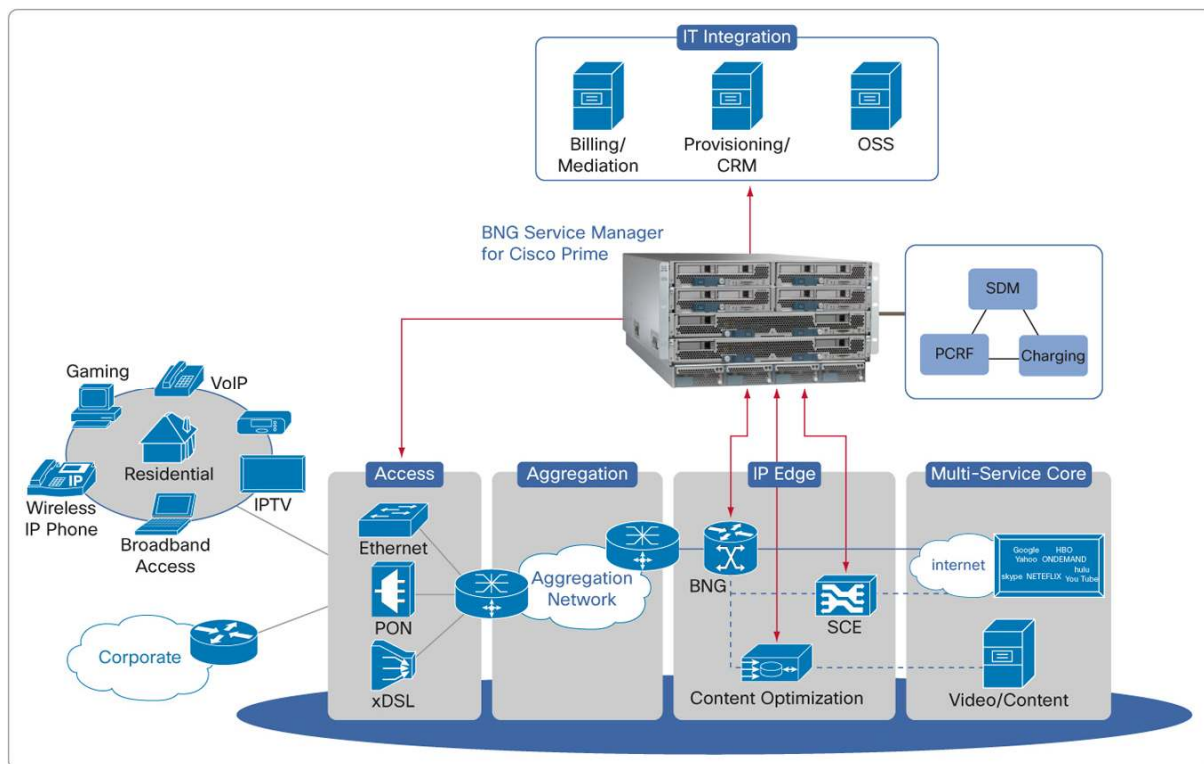 IT Integration
Billing/
Mediation
Provisioning/
CRM
OSS
BNG Service Manager
for Cisco Prime
SDM
PCRF
Charging
Gaming
VoIP
Residential
IP
Wireless
IP Phone
IPTV
Broadband
Access
Corporate
Access
Ethernet
PON
xDSL
Aggregation
Aggregation
Network
IP Edge
BNG
SCE
Content Optimization
Multi-Service Core
internet
Google HBO
Yahoo ONDEMAND
hulu
skype NETEFLIX You Tube
Video/Content